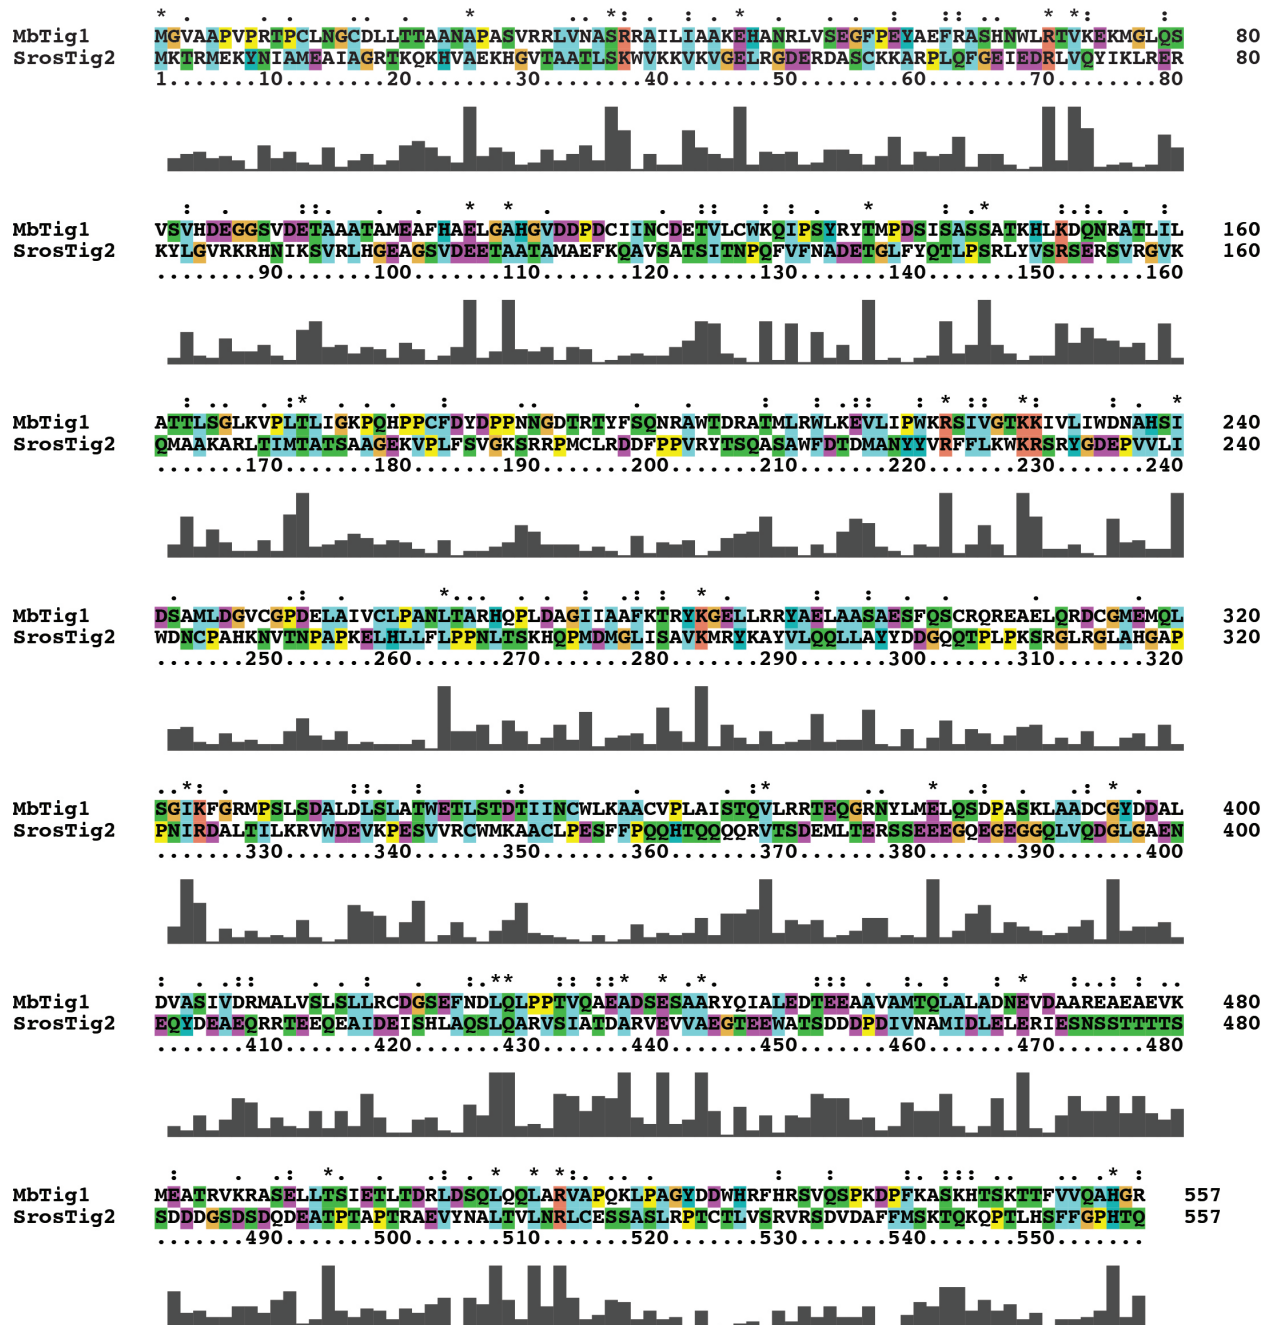 * . . . . . * . . * : . : . * . . . : : : . . * * : . :
MbTig1 MGVAAPVPRTPCLNGCDLLTTAANAPASVRRLVNASRRAILIAAKEHANRLVSEGFPEYAEFRASHNWLRTVKEKMGLQS 80
SrosTig2 MKTRMEKYNIAMEAIAGRTKQKHVAEKHGVTAATLSKWVKKVKVGELRGDERDASCKKARPLQFGEIEDRLVQYIKLRER 80
1.......10........20........30........40........50........60........70........80
: . . : : . . . * * . . : : : : . * : * : . : . . :
MbTig1 VSVHDEGGSVDETAAATAMEAFHAELGAHGVDDPDCIINCDETVLCWKQIPSYRYTMPDSISASSATKHLKDQNRATLIL 160
SrosTig2 KYLGVRKRHNIKSVRLHGEAGSVDEETAATAMAEFKQAVSATSITNPQFVFNADETGLFYQTLPSRLYVSRSERSVRGVK 160
........90.......100.......110.......120.......130.......140.......150.......160
: . . . : * . . . : . . . . : : . : : . * : : * : : . *
MbTig1 ATTLSGLKVPLTLIGKPQHPPCFDYDPPNNGDTRTYFSQNRAWTDRATMLRWLKEVLIPWKRSIVGTKKIVLIWDNAHSI 240
SrosTig2 QMAAKARLTIMTATSAAGEKVPLFSVGKSRRPMCLRDDFPPVRYTSQASAWFDTDMANYYVRFFLKWKRSRYGDEPVVLI 240
.......170.......180.......190.......200.......210.......220.......230.......240
. : . * . . . . . : . : : * : : . . . . .
MbTig1 DSAMLDGVCGPDELAIVCLPANLTARHQPLDAGIIAAFKTRYKGELLRRYAELAASAESFQSCRQREAELQRDCGMEMQL 320
SrosTig2 WDNCPAHKNVTNPAPKELHLLFLPPNLTSKHQPMDMGLISAVKMRYKAYVLQQLLAYYDDGQQTPLPKSRGLRGLAHGAP 320
.......250.......260.......270.......280.......290.......300.......310.......320
. . * : . . . : : . : . . : . . : * . * . : . . * .
MbTig1 SGIKFGRMPSLSDALDLSLATWETLSTDTIINCWLKAACVPLAISTQVLRRTEQGRNYLMELQSDPASKLAADCGYDDAL 400
SrosTig2 PNIRDALTILKRVWDEVKPESVVRCWMKAACLPESFFPQQHTQQQQRVTSDEMLTERSSEEEGQEGEGGQLVQDGLGAEN 400
.......330.......340.......350.......360.......370.......380.......390.......400
: . . : : . . : . . : * * : : : : * * . * . : : : . : . : . * : . : . .
MbTig1 DVASIVDRMALVSLSLLRCDGSEFNDLQLPPTVQAEADSESAARYQIALEDTEEAAVAMTQLALADNEVDAAREAEAEVK 480
SrosTig2 EQYDEAEQRRTEEQEAIDEISHLAQSLQARVSIATDARVEVVAEGTEEWATSDDDPDIVNAMIDLELERIESNSSTTTTS 480
.......410.......420.......430.......440.......450.......460.......470.......480
: . . : * . . : . * * * : . . . . : . : : : . . . . * :
MbTig1 MEATRVKRASELLTSIETLTDRLDSQLQQLARVAPQKLPAGYDDWHRFHRSVQSPKDPFKASKHTSKTTFVVQAHGR 557
SrosTig2 SDDDGSDSDQDEATPTAPTRAEVYNALTVLNRLCESSASLRPTCTLVSRVRSDVDAFFMSKTQKQPTLHSFFGPHTQ 557
.......490.......500.......510.......520.......530.......540.......550.......